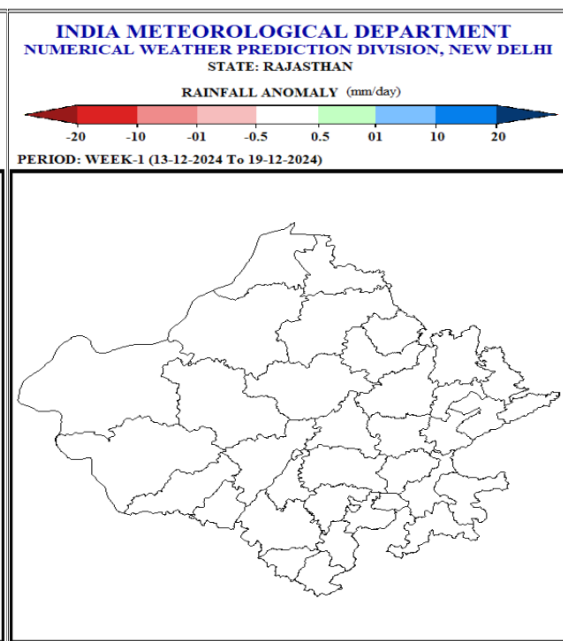 INDIA METEOROLOGICAL DEPARTMENT
NUMERICAL WEATHER PREDICTION DIVISION, NEW DELHI
STATE: RAJASTHAN
RAINFALL ANOMALY (mm/day)
-20 -10 -01 -0.5 0.5 01 10 20
PERIOD: WEEK-1 (13-12-2024 To 19-12-2024)